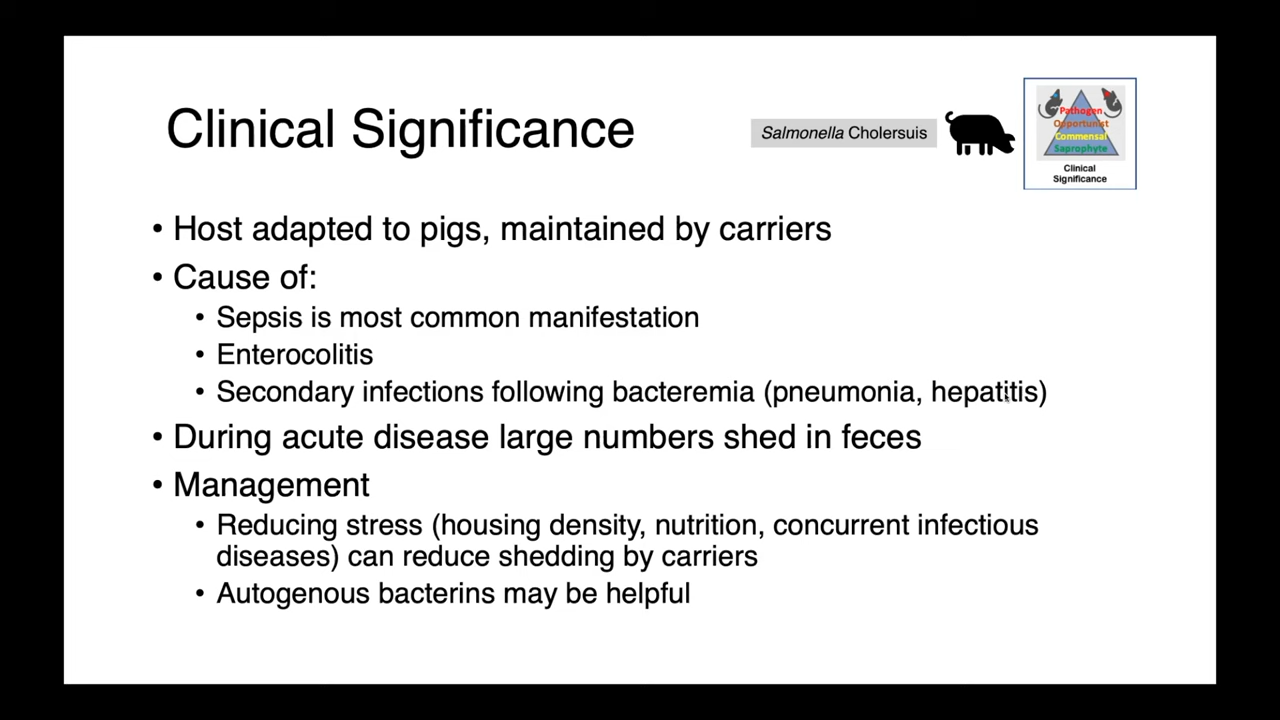 Clinical Significance
Salmonella Cholersuis
Pathogen
Opportunist
Commensal
Saprophyte
Clinical
Significance
• Host adapted to pigs, maintained by carriers
• Cause of:
• Sepsis is most common manifestation
• Enterocolitis
• Secondary infections following bacteremia (pneumonia, hepatitis)
• During acute disease large numbers shed in feces
• Management
• Reducing stress (housing density, nutrition, concurrent infectious
diseases) can reduce shedding by carriers
• Autogenous bacterins may be helpful